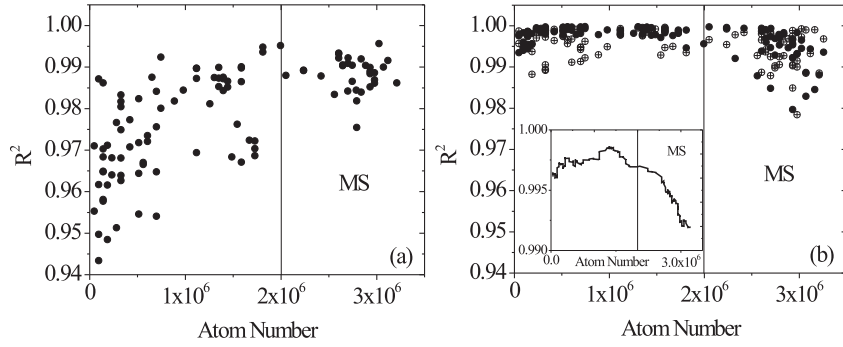 1.00
0.99
0.98
0.97
0.96
0.95
0.94
R²
MS
(a)
0 1x10⁶ 2x10⁶ 3x10⁶
Atom Number
1.00
0.99
0.98
0.97
0.96
0.95
0.94
R²
1.000
0.995
0.990
MS
0.0 Atom Number 3.0x10⁶
MS
(b)
0 1x10⁶ 2x10⁶ 3x10⁶
Atom Number